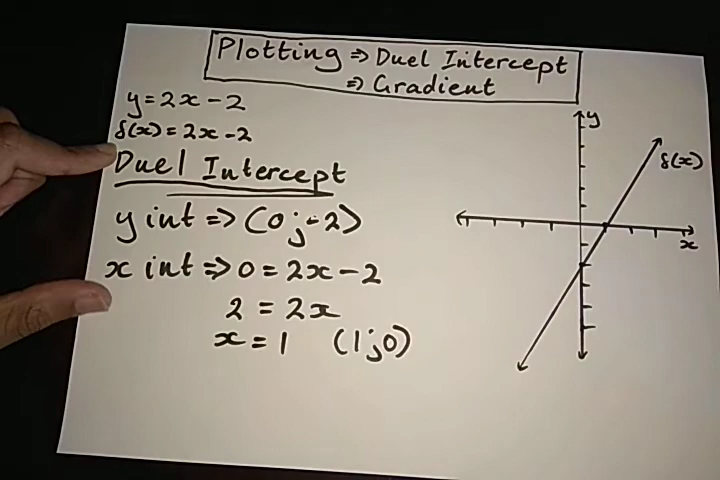 Plotting ⇒ Duel Intercept
⇒ Gradient
y = 2x - 2
f(x) = 2x - 2
Duel Intercept
y int ⇒ (0;-2)
x int ⇒ 0 = 2x - 2
2 = 2x
x = 1 (1;0)
y
f(x)
x